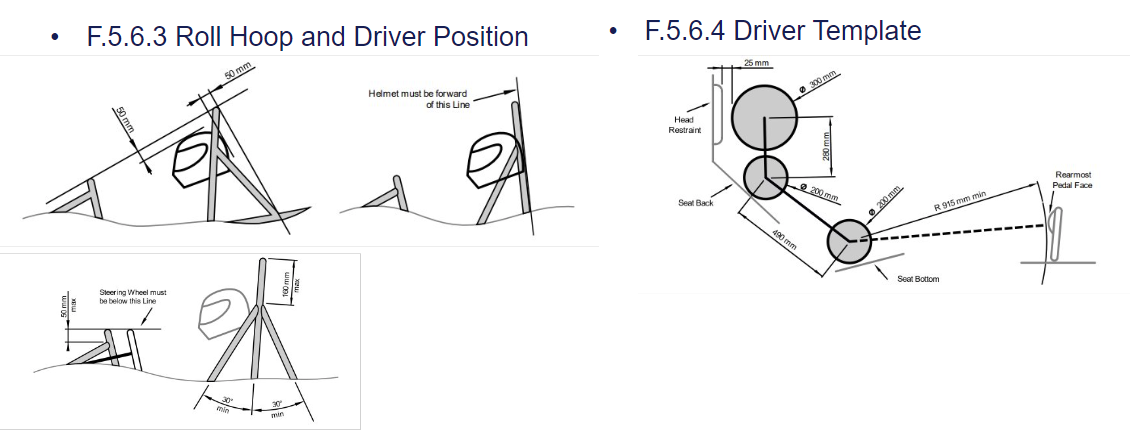 • F.5.6.3 Roll Hoop and Driver Position
50 mm
50 mm
Helmet must be forward
of this Line
50 mm
max
Steering Wheel must
be below this Line
160 mm
max
30°
min
30°
min
• F.5.6.4 Driver Template
25 mm
Ø 300 mm
Head
Restraint
280 mm
Ø 200 mm
Seat Back
Ø 200 mm
490 mm
R 915 mm min
Rearmost
Pedal Face
Seat Bottom